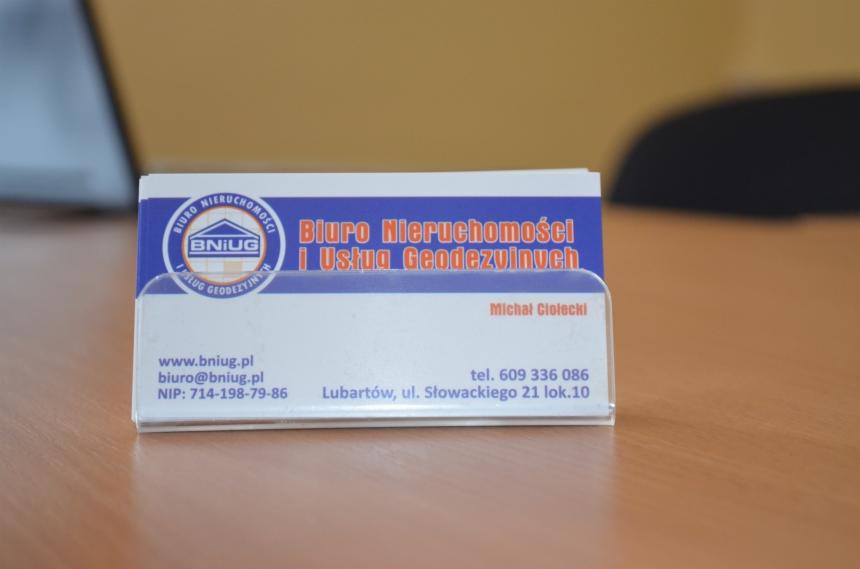 BIURO NIERUCHOMOŚCI
BNiUG
I USŁUG GEODEZYJNYCH
Biuro Nieruchomości
i Usług Geodezyjnych
Michał Ciołecki
www.bniug.pl
biuro@bniug.pl
NIP: 714-198-79-86
tel. 609 336 086
Lubartów, ul. Słowackiego 21 lok.10